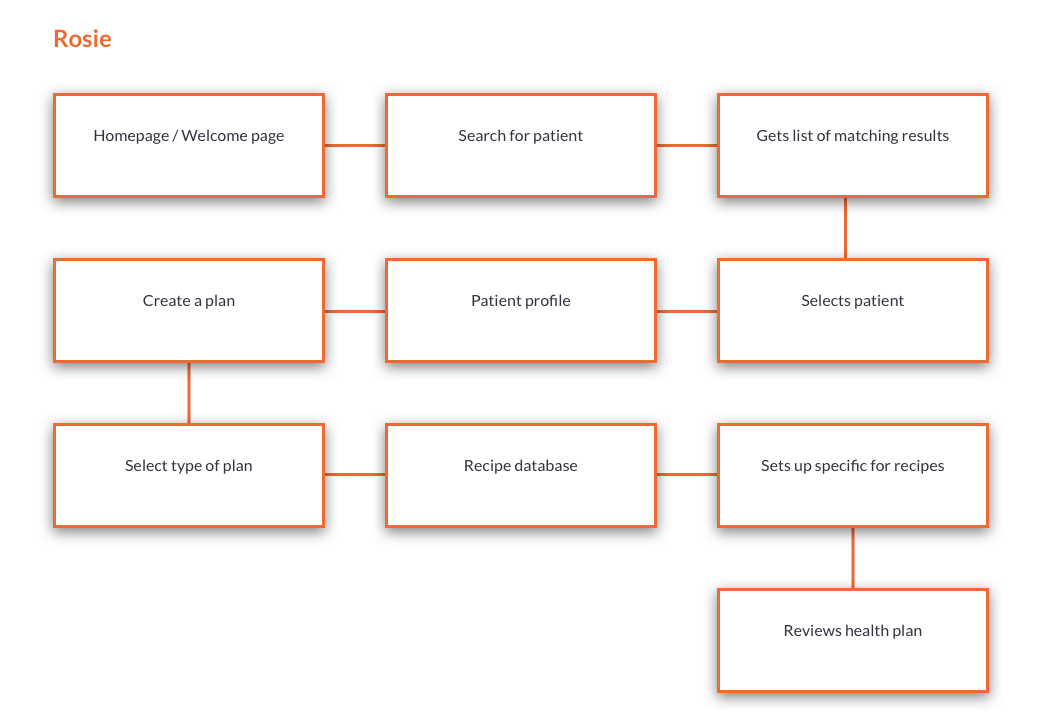 Rosie
Homepage / Welcome page
Search for patient
Gets list of matching results
Create a plan
Patient profile
Selects patient
Select type of plan
Recipe database
Sets up specific for recipes
Reviews health plan